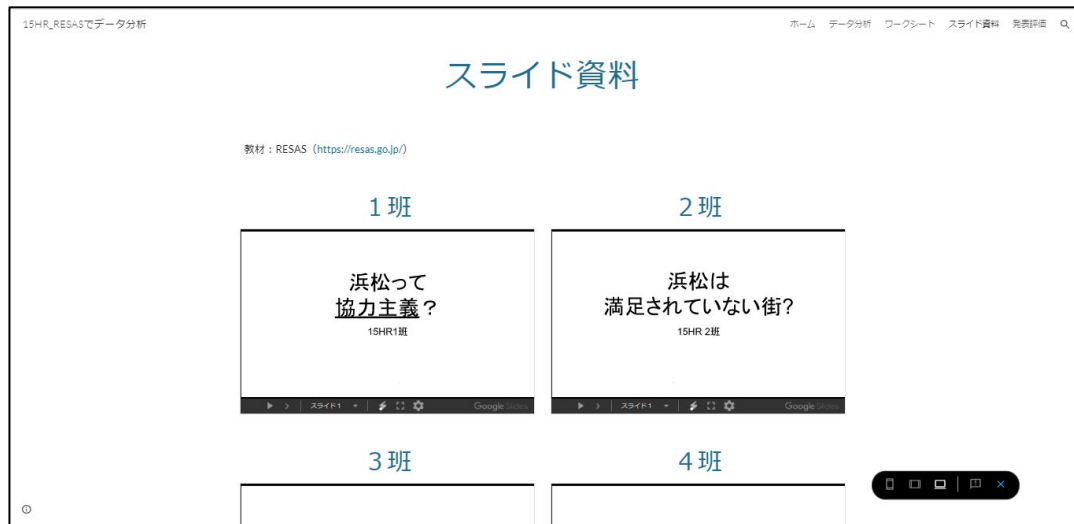 15HR_RESASでデータ分析
ホーム データ分析 ワークシート スライド資料 発表評価
スライド資料
教材：RESAS（https://resas.go.jp/）
1班
2班
浜松って
協力主義？
15HR1班
浜松は
満足されていない街?
15HR 2班
スライド1
Google Slides
スライド1
Google Slides
3班
4班